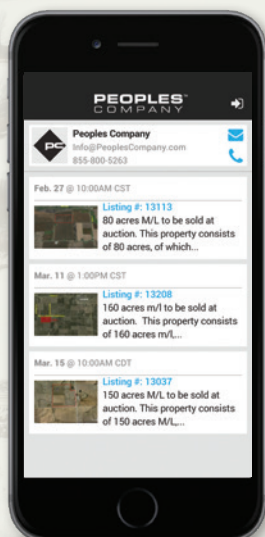 PEOPLES™
COMPANY
PC
Peoples Company
Info@PeoplesCompany.com
855-800-5263
Feb. 27 @ 10:00AM CST
Listing #: 13113
80 acres M/L to be sold at
auction. This property consists
of 80 acres, of which...
Mar. 11 @ 1:00PM CST
Listing #: 13208
160 acres m/l to be sold at
auction.  This property consists
of 160 acres m/l,...
Mar. 15 @ 10:00AM CDT
Listing #: 13037
150 acres M/L to be sold at
auction. This property consists
of 150 acres M/L,...